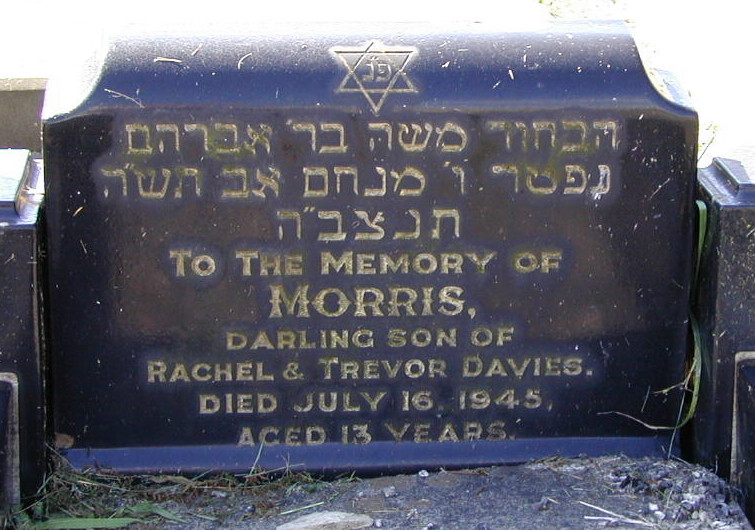 פ״נ
הבחור משה בר׳ אברהם
נפטר ו׳ מנחם אב תש״ה
תנצב״ה
TO THE MEMORY OF
MORRIS,
DARLING SON OF
RACHEL & TREVOR DAVIES.
DIED JULY 16, 1945,
AGED 13 YEARS.